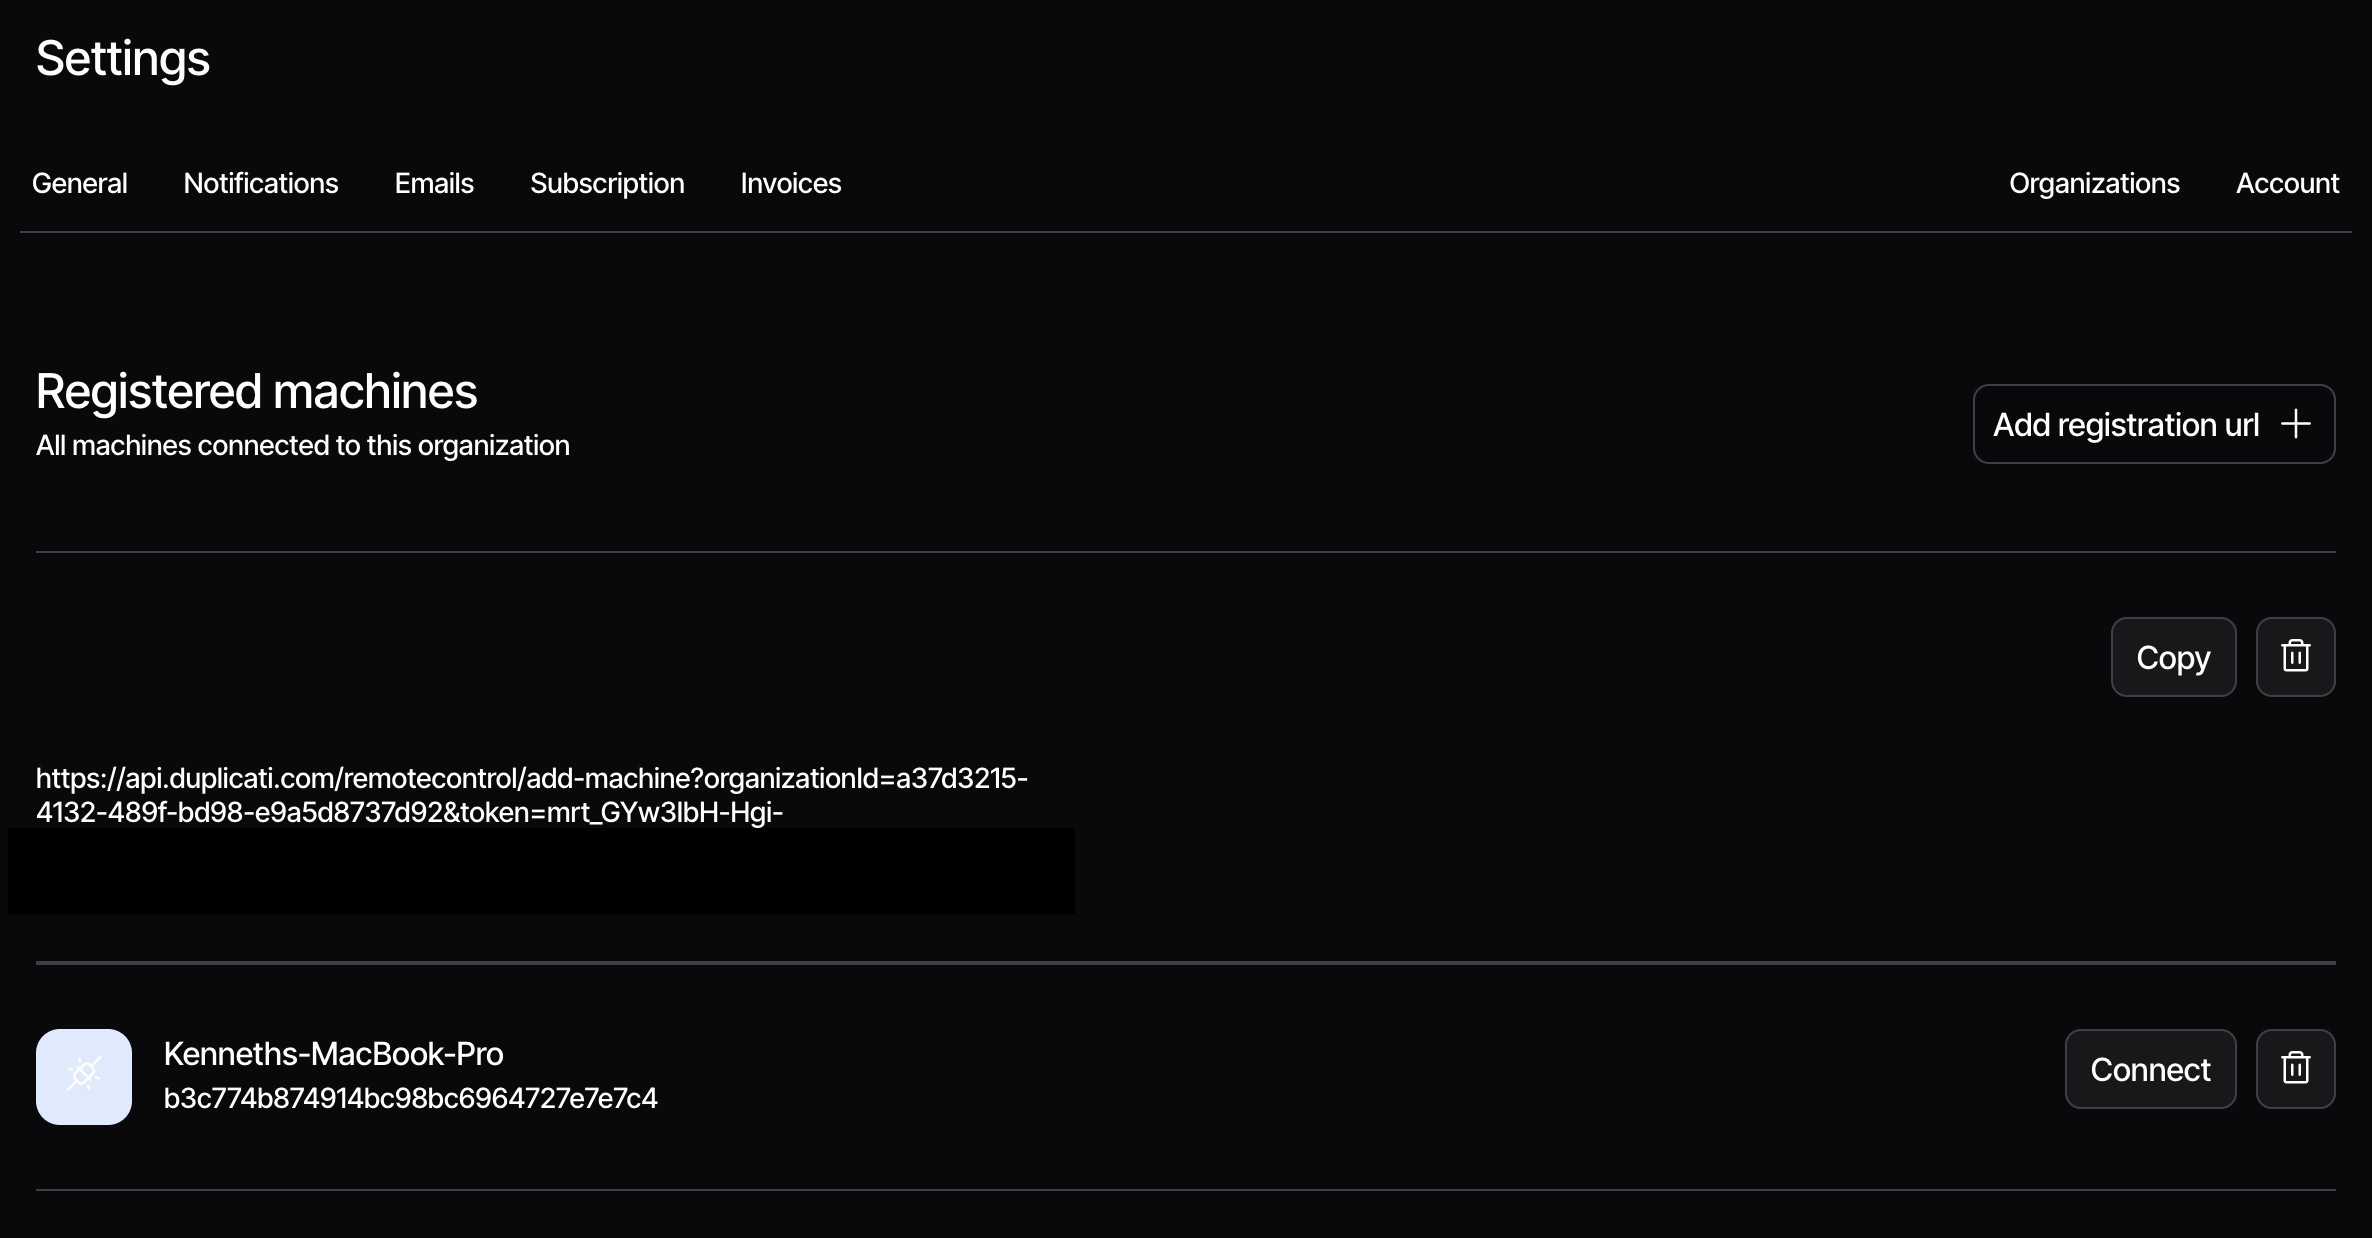 Settings
General Notifications Emails Subscription Invoices Organizations Account
Registered machines
All machines connected to this organization
Add registration url
Copy
https://api.duplicati.com/remotecontrol/add-machine?organizationId=a37d3215-
4132-489f-bd98-e9a5d8737d92&token=mrt_GYw3IbH-Hgi-
Kenneths-MacBook-Pro
b3c774b874914bc98bc6964727e7e7c4
Connect